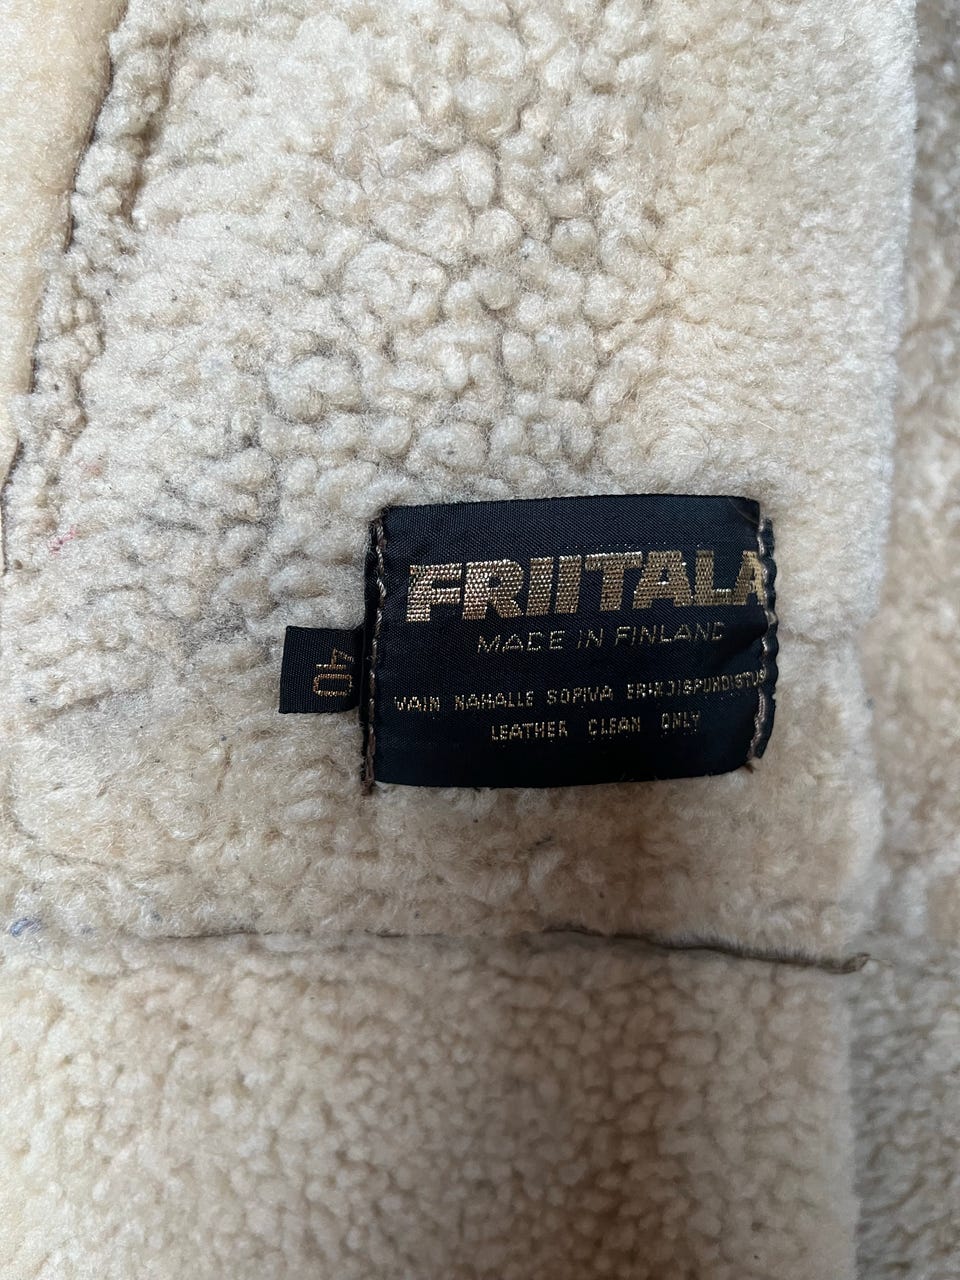 FRIITALA
MADE IN FINLAND
40
VAIN NAHALLE SOPIVA ERIKOISPUHDISTUS
LEATHER CLEAN ONLY